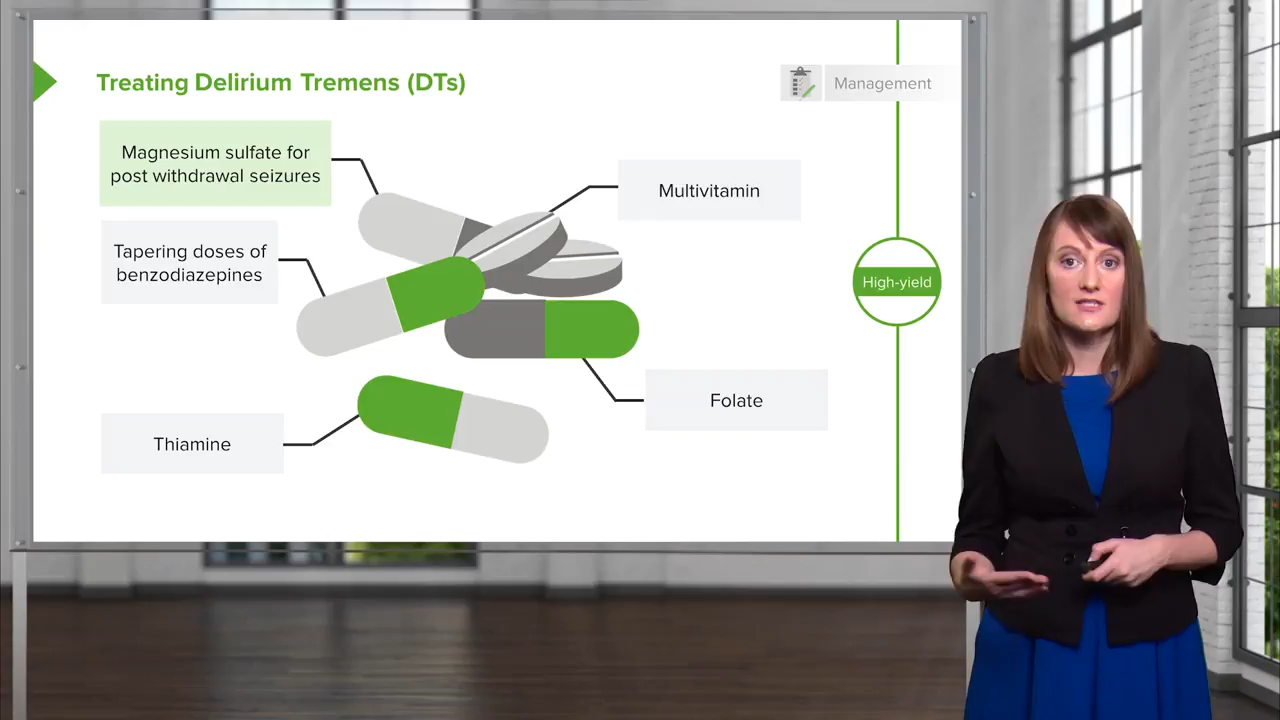 Treating Delirium Tremens (DTs)
Management
Magnesium sulfate for
post withdrawal seizures
Multivitamin
Tapering doses of
benzodiazepines
High-yield
Folate
Thiamine